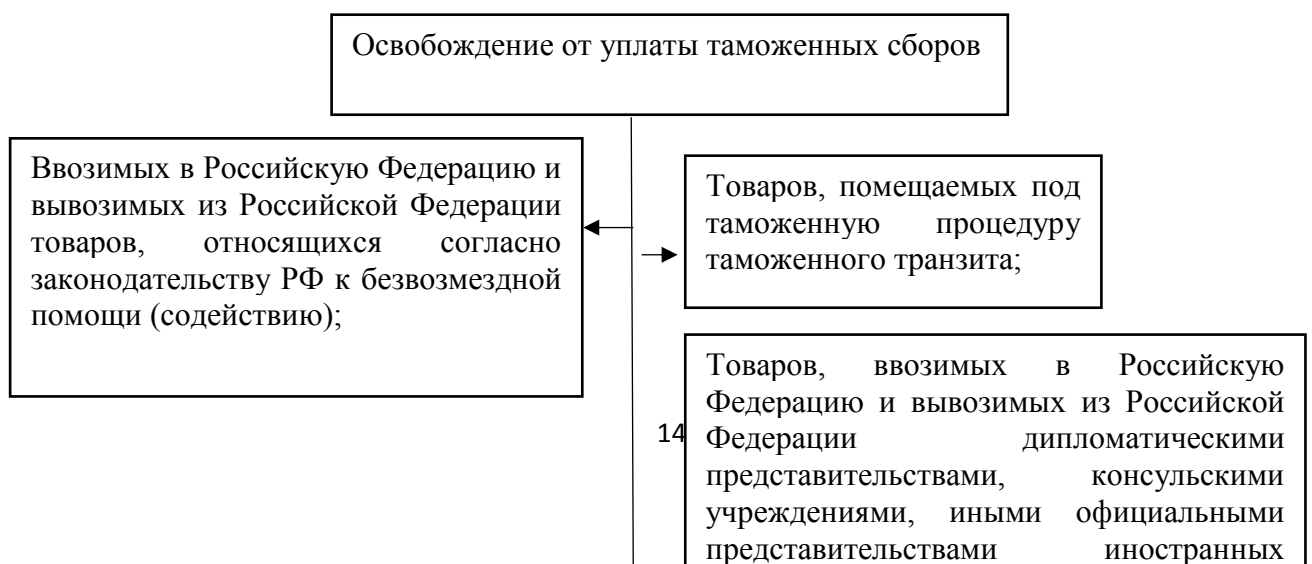 Освобождение от уплаты таможенных сборов
Ввозимых в Российскую Федерацию и
вывозимых из Российской Федерации
товаров, относящихся согласно
законодательству РФ к безвозмездной
помощи (содействию);
Товаров, помещаемых под
таможенную процедуру
таможенного транзита;
Товаров, ввозимых в Российскую
Федерацию и вывозимых из Российской
Федерации дипломатическими
представительствами, консульскими
учреждениями, иными официальными
представительствами иностранных
14